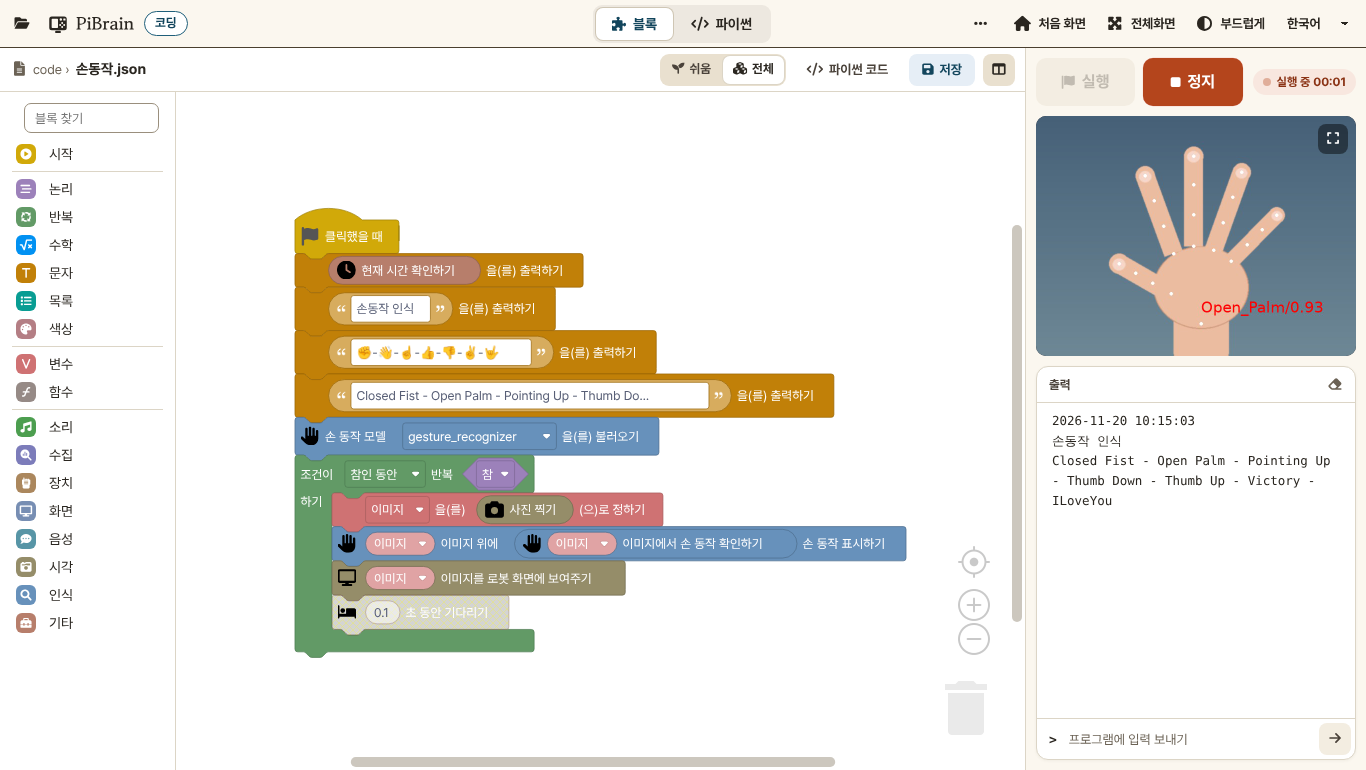 PiBrain 코딩
블록 파이썬
처음 화면 전체화면 부드럽게 한국어
code › 손동작.json
쉬움 전체 파이썬 코드 저장
실행 정지 실행 중 00:01
블록 찾기
시작
논리
반복
수학
문자
목록
색상
변수
함수
소리
수집
장치
화면
음성
시각
인식
기타
클릭했을 때
현재 시간 확인하기 을(를) 출력하기
“ 손동작 인식 ” 을(를) 출력하기
“ ✊-👋-☝-👍-👎-✌-🤟 ” 을(를) 출력하기
“ Closed Fist - Open Palm - Pointing Up - Thumb Do... ” 을(를) 출력하기
손 동작 모델 gesture_recognizer 을(를) 불러오기
조건이 참인 동안 반복 참
하기
이미지 을(를) 사진 찍기 (으)로 정하기
이미지 이미지 위에 이미지 이미지에서 손 동작 확인하기 손 동작 표시하기
이미지 이미지를 로봇 화면에 보여주기
0.1 초 동안 기다리기
Open_Palm/0.93
출력
2026-11-20 10:15:03
손동작 인식
Closed Fist - Open Palm - Pointing Up
- Thumb Down - Thumb Up - Victory -
ILoveYou
> 프로그램에 입력 보내기